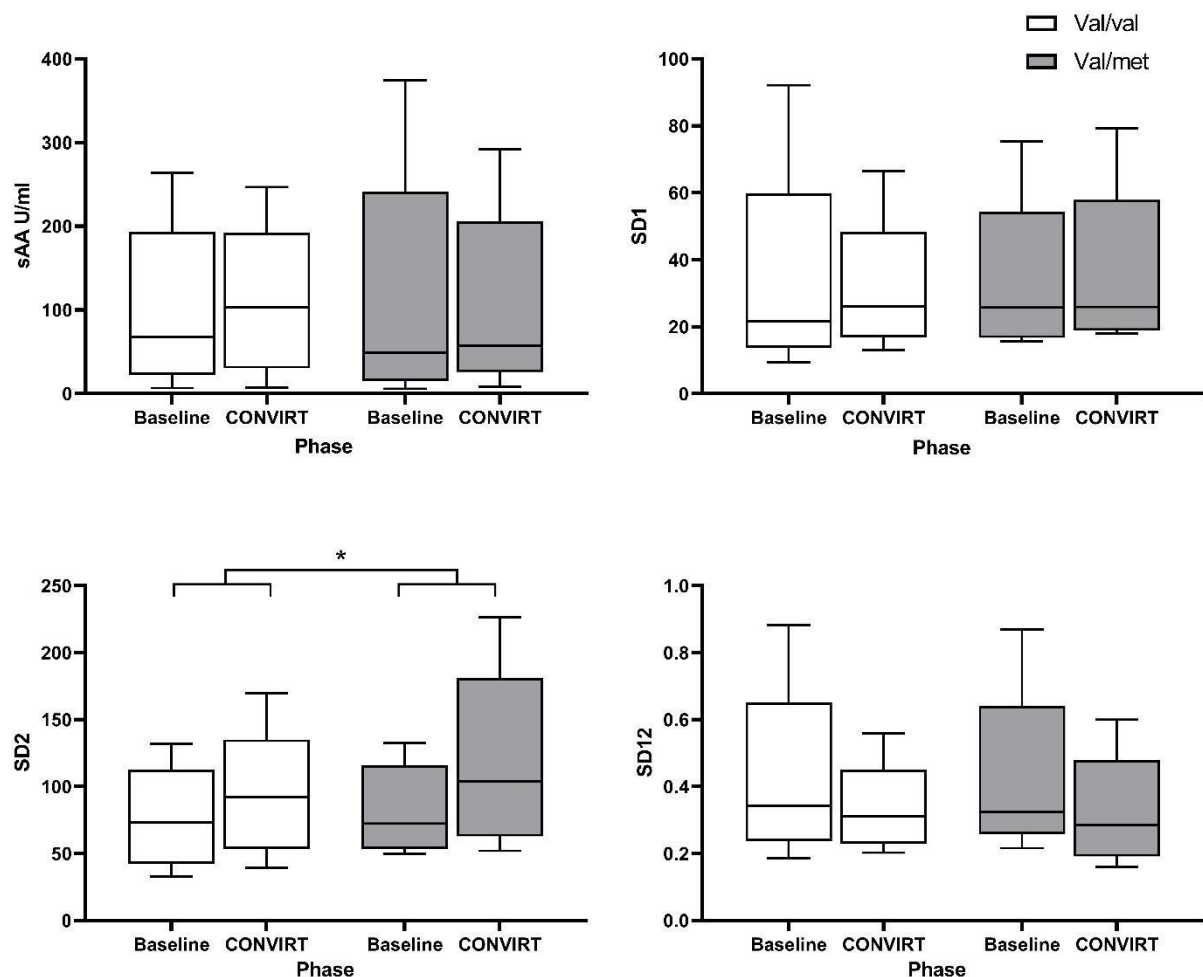 Val/val
Val/met
400
300
200
100
0
sAA U/ml
Baseline CONVIRT Baseline CONVIRT
Phase
100
80
60
40
20
0
SD1
Baseline CONVIRT Baseline CONVIRT
Phase
*
250
200
150
100
50
0
SD2
Baseline CONVIRT Baseline CONVIRT
Phase
1.0
0.8
0.6
0.4
0.2
0.0
SD12
Baseline CONVIRT Baseline CONVIRT
Phase